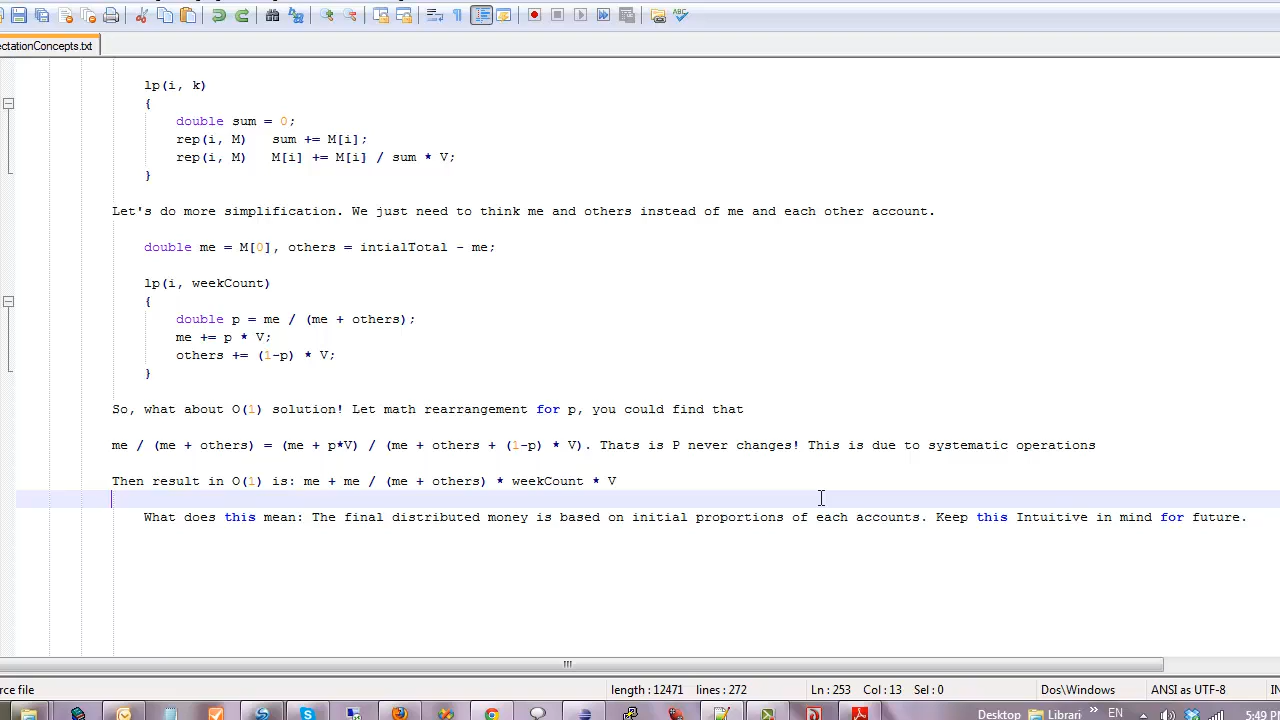 ectationConcepts.txt
lp(i, k)
{
double sum = 0;
rep(i, M)   sum += M[i];
rep(i, M)   M[i] += M[i] / sum * V;
}
Let's do more simplification. We just need to think me and others instead of me and each other account.
double me = M[0], others = intialTotal - me;
lp(i, weekCount)
{
double p = me / (me + others);
me += p * V;
others += (1-p) * V;
}
So, what about O(1) solution! Let math rearrangement for p, you could find that
me / (me + others) = (me + p*V) / (me + others + (1-p) * V). Thats is P never changes! This is due to systematic operations
Then result in O(1) is: me + me / (me + others) * weekCount * V
What does this mean: The final distributed money is based on initial proportions of each accounts. Keep this Intuitive in mind for future.
rce file length : 12471 lines : 272 Ln : 253 Col : 13 Sel : 0 Dos\Windows ANSI as UTF-8 IN
Desktop Librari EN 5:49 P